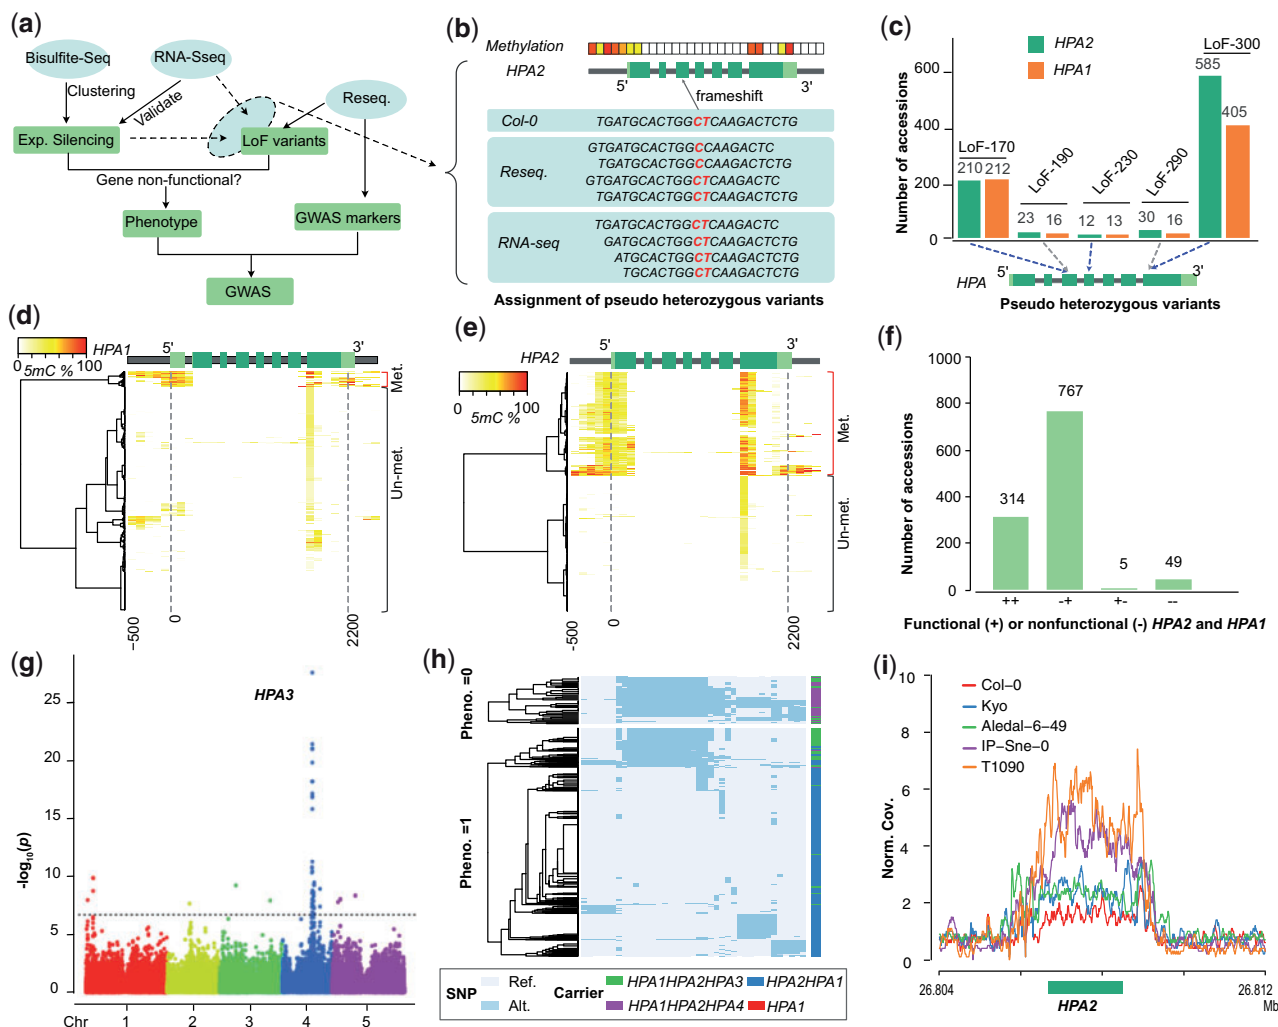 (a)
Bisulfite-Seq
RNA-Sseq
Clustering
Validate
Reseq.
Exp. Silencing
LoF variants
Gene non-functional?
Phenotype
GWAS markers
GWAS
(b)
Methylation
HPA2
5'
3'
frameshift
Col-0
TGATGCACTGGCTCAAGACTCTG
Reseq.
GTGATGCACTGGCCAAGACTC
TGATGCACTGGCCAAGACTCTG
GTGATGCACTGGCTCAAGACTC
TGATGCACTGGCTCAAGACTCTG
RNA-seq
TGATGCACTGGCTCAAGACTC
GATGCACTGGCTCAAGACTCTG
ATGCACTGGCTCAAGACTCTG
TGCACTGGCTCAAGACTCTG
Assignment of pseudo heterozygous variants
(c)
HPA2
HPA1
Number of accessions
600
400
200
0
LoF-170
210 212
LoF-190
23 16
LoF-230
12 13
LoF-290
30 16
LoF-300
585
405
5'
3'
HPA
Pseudo heterozygous variants
(d)
0
100
5mC %
HPA1
5'
3'
Met.
Un-met.
-500
0
2200
(e)
HPA2
5'
3'
0
100
5mC %
Met.
Un-met.
-500
0
2200
(f)
Number of accessions
1000
800
600
400
200
0
314
767
5
49
++
-+
+-
--
Functional (+) or nonfunctional (-) HPA2 and HPA1
(g)
HPA3
-log10(p)
25
20
15
10
5
0
Chr
1
2
3
4
5
(h)
Pheno. =0
Pheno. =1
SNP
Ref.
Alt.
Carrier
HPA1HPA2HPA3
HPA2HPA1
HPA1HPA2HPA4
HPA1
(i)
Norm. Cov.
10
8
6
4
2
0
Col-0
Kyo
Aledal-6-49
IP-Sne-0
T1090
26.804
26.812
Mb
HPA2